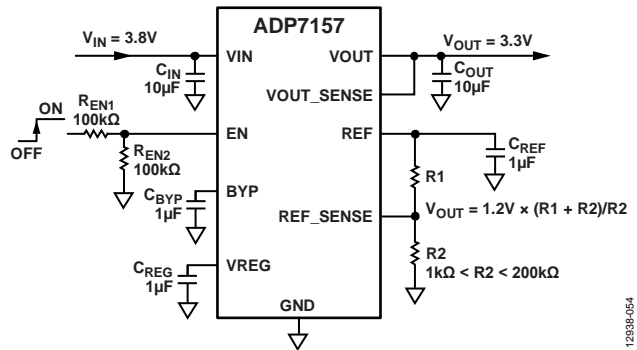 ADP7157
V_IN = 3.8V
VIN
VOUT
V_OUT = 3.3V
C_IN
10µF
C_OUT
10µF
VOUT_SENSE
ON
OFF
R_EN1
100kΩ
EN
REF
R_EN2
100kΩ
C_REF
1µF
R1
C_BYP
1µF
BYP
REF_SENSE
V_OUT = 1.2V × (R1 + R2)/R2
C_REG
1µF
VREG
R2
1kΩ < R2 < 200kΩ
GND
12938-054